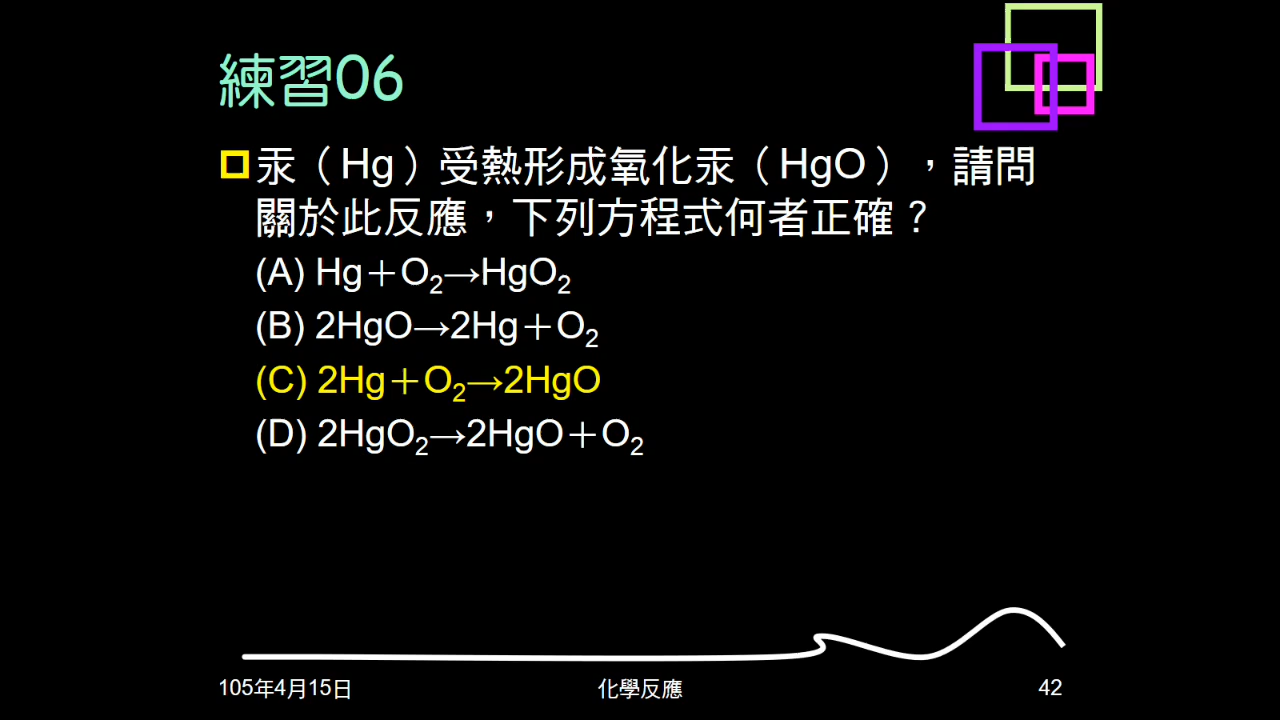 練習06
汞（Hg）受熱形成氧化汞（HgO），請問
關於此反應，下列方程式何者正確？
(A) Hg＋O₂→HgO₂
(B) 2HgO→2Hg＋O₂
(C) 2Hg＋O₂→2HgO
(D) 2HgO₂→2HgO＋O₂
105年4月15日
化學反應
42